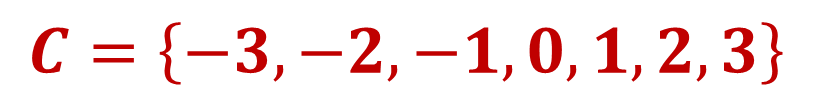 C = {−3, −2, −1, 0, 1, 2, 3}